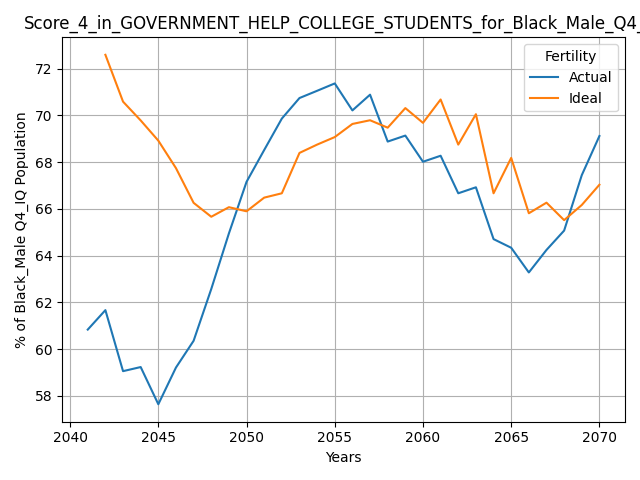 Score_4_in_GOVERNMENT_HELP_COLLEGE_STUDENTS_for_Black_Male_Q4_
Fertility
Actual
Ideal
% of Black_Male Q4_IQ Population
72
70
68
66
64
62
60
58
2040 2045 2050 2055 2060 2065 2070
Years